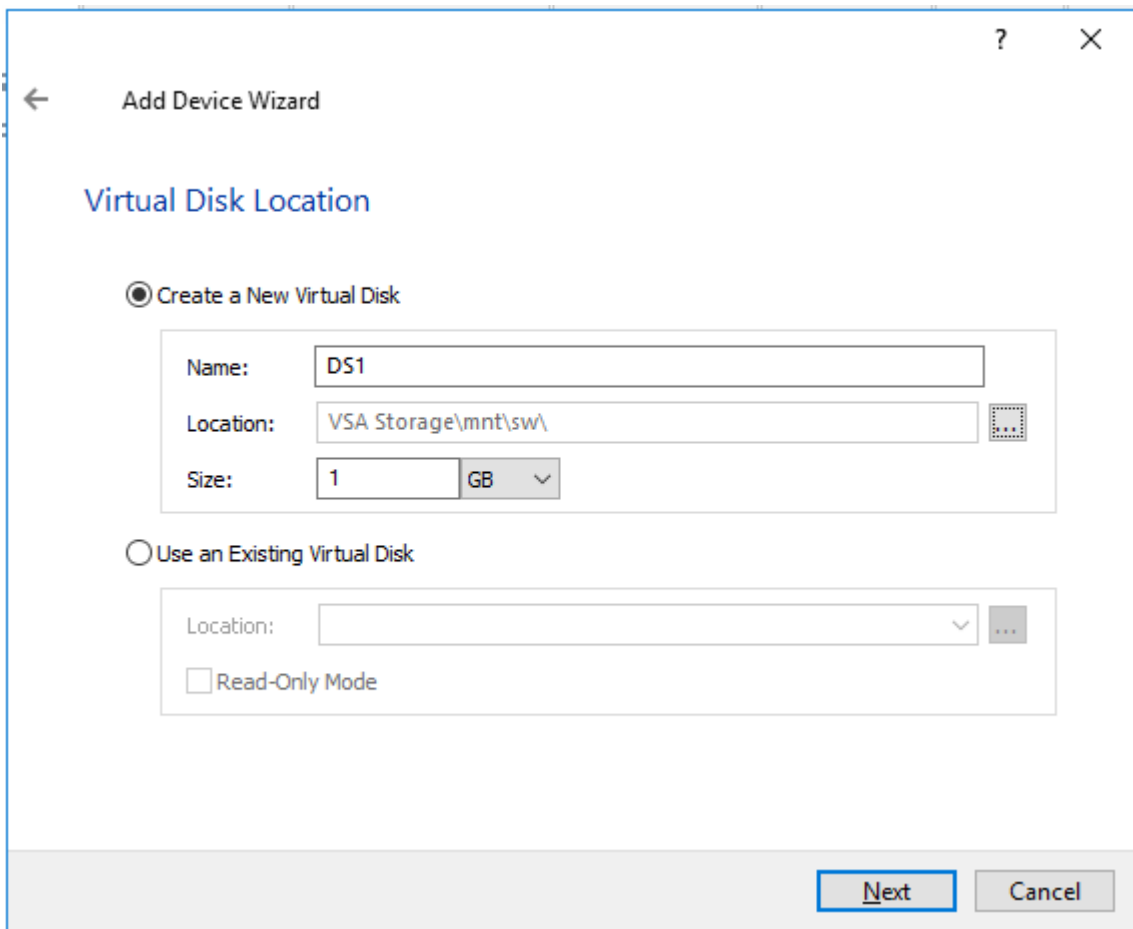 ?
Add Device Wizard
Virtual Disk Location
Create a New Virtual Disk
Name: DS1
Location: VSA Storage\mnt\sw\ ...
Size: 1 GB
Use an Existing Virtual Disk
Location: ...
Read-Only Mode
Next Cancel